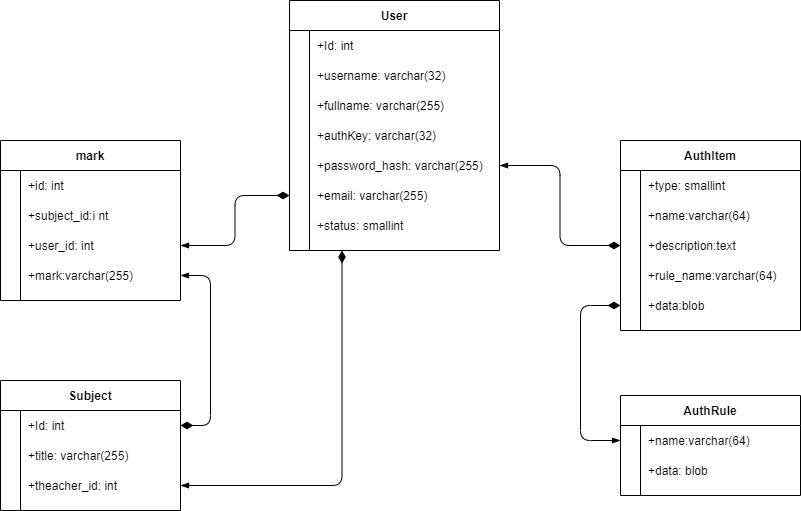 User
+Id: int
+username: varchar(32)
+fullname: varchar(255)
+authKey: varchar(32)
+password_hash: varchar(255)
+email: varchar(255)
+status: smallint
mark
+id: int
+subject_id:i nt
+user_id: int
+mark:varchar(255)
AuthItem
+type: smallint
+name:varchar(64)
+description:text
+rule_name:varchar(64)
+data:blob
Subject
+Id: int
+title: varchar(255)
+theacher_id: int
AuthRule
+name:varchar(64)
+data: blob